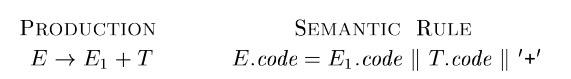 PRODUCTION SEMANTIC RULE
E → E₁ + T E.code = E₁.code ∥ T.code ∥ '+'